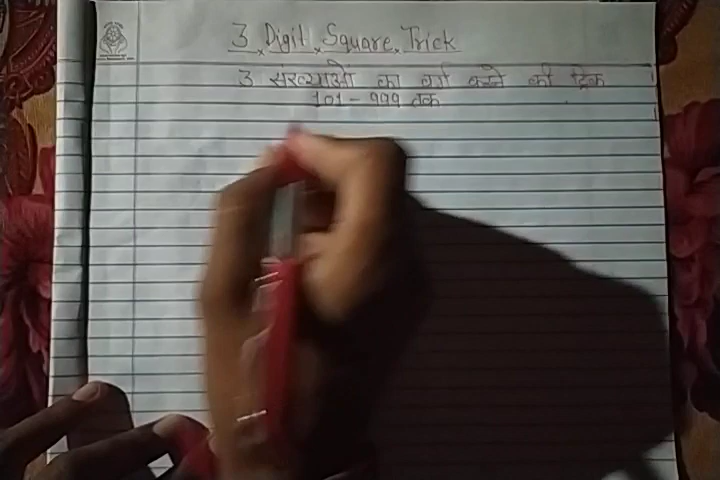 3 Digit Square Trick
3 संख्याओ का वर्ग करने की ट्रिक
101 - 999 तक